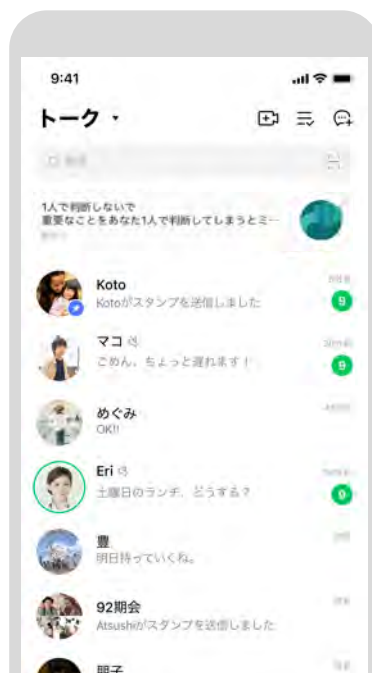 9:41
トーク
1人で判断しないで
重要なことをあなた1人で判断してしまうとミ…
Koto
Kotoがスタンプを送信しました
9
マコ
ごめん、ちょっと遅れます！
9
めぐみ
OK!!
Eri
土曜日のランチ、どうする？
9
豊
明日持っていくね。
92期会
Atsushiがスタンプを送信しました
朋子